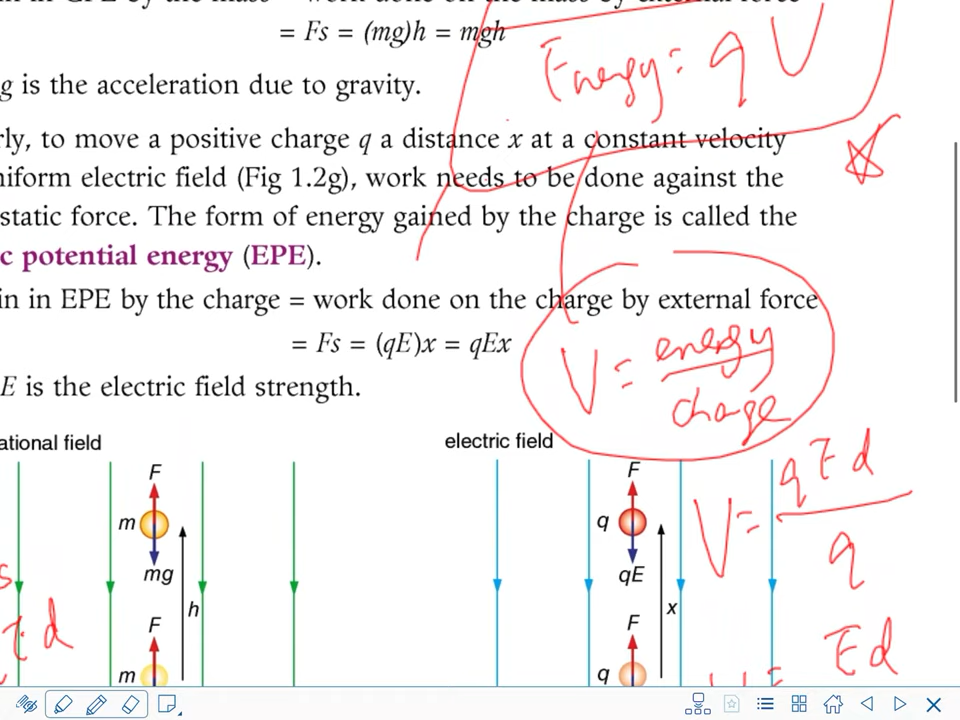 = Fs = (mg)h = mgh
Energy = qV
g is the acceleration due to gravity.
rly, to move a positive charge q a distance x at a constant velocity
niform electric field (Fig 1.2g), work needs to be done against the
static force. The form of energy gained by the charge is called the
c potential energy (EPE).
in in EPE by the charge = work done on the charge by external force
= Fs = (qE)x = qEx
V = energy/charge
E is the electric field strength.
ational field
electric field
F
F
m
q
V = qEd/q
mg
qE
h
x
F
F
Ed
Ed
m
q